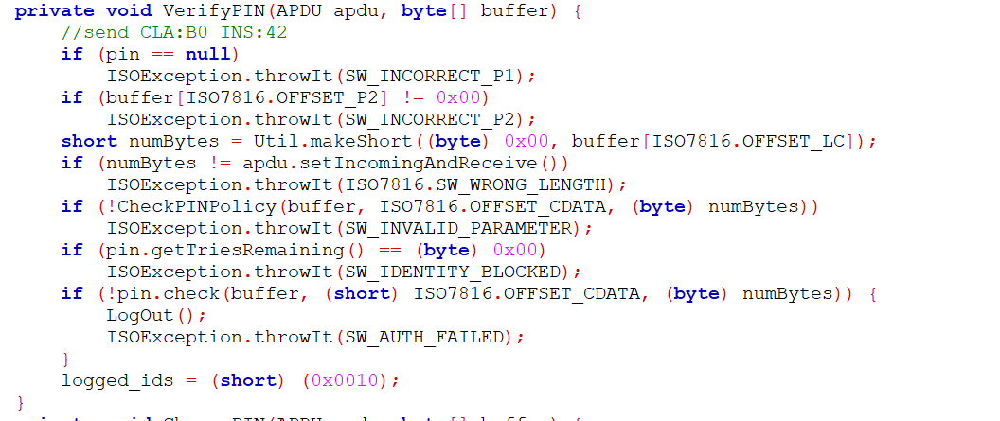 private void VerifyPIN(APDU apdu, byte[] buffer) {
//send CLA:B0 INS:42
if (pin == null)
ISOException.throwIt(SW_INCORRECT_P1);
if (buffer[ISO7816.OFFSET_P2] != 0x00)
ISOException.throwIt(SW_INCORRECT_P2);
short numBytes = Util.makeShort((byte) 0x00, buffer[ISO7816.OFFSET_LC]);
if (numBytes != apdu.setIncomingAndReceive())
ISOException.throwIt(ISO7816.SW_WRONG_LENGTH);
if (!CheckPINPolicy(buffer, ISO7816.OFFSET_CDATA, (byte) numBytes))
ISOException.throwIt(SW_INVALID_PARAMETER);
if (pin.getTriesRemaining() == (byte) 0x00)
ISOException.throwIt(SW_IDENTITY_BLOCKED);
if (!pin.check(buffer, (short) ISO7816.OFFSET_CDATA, (byte) numBytes)) {
LogOut();
ISOException.throwIt(SW_AUTH_FAILED);
}
logged_ids = (short) (0x0010);
}